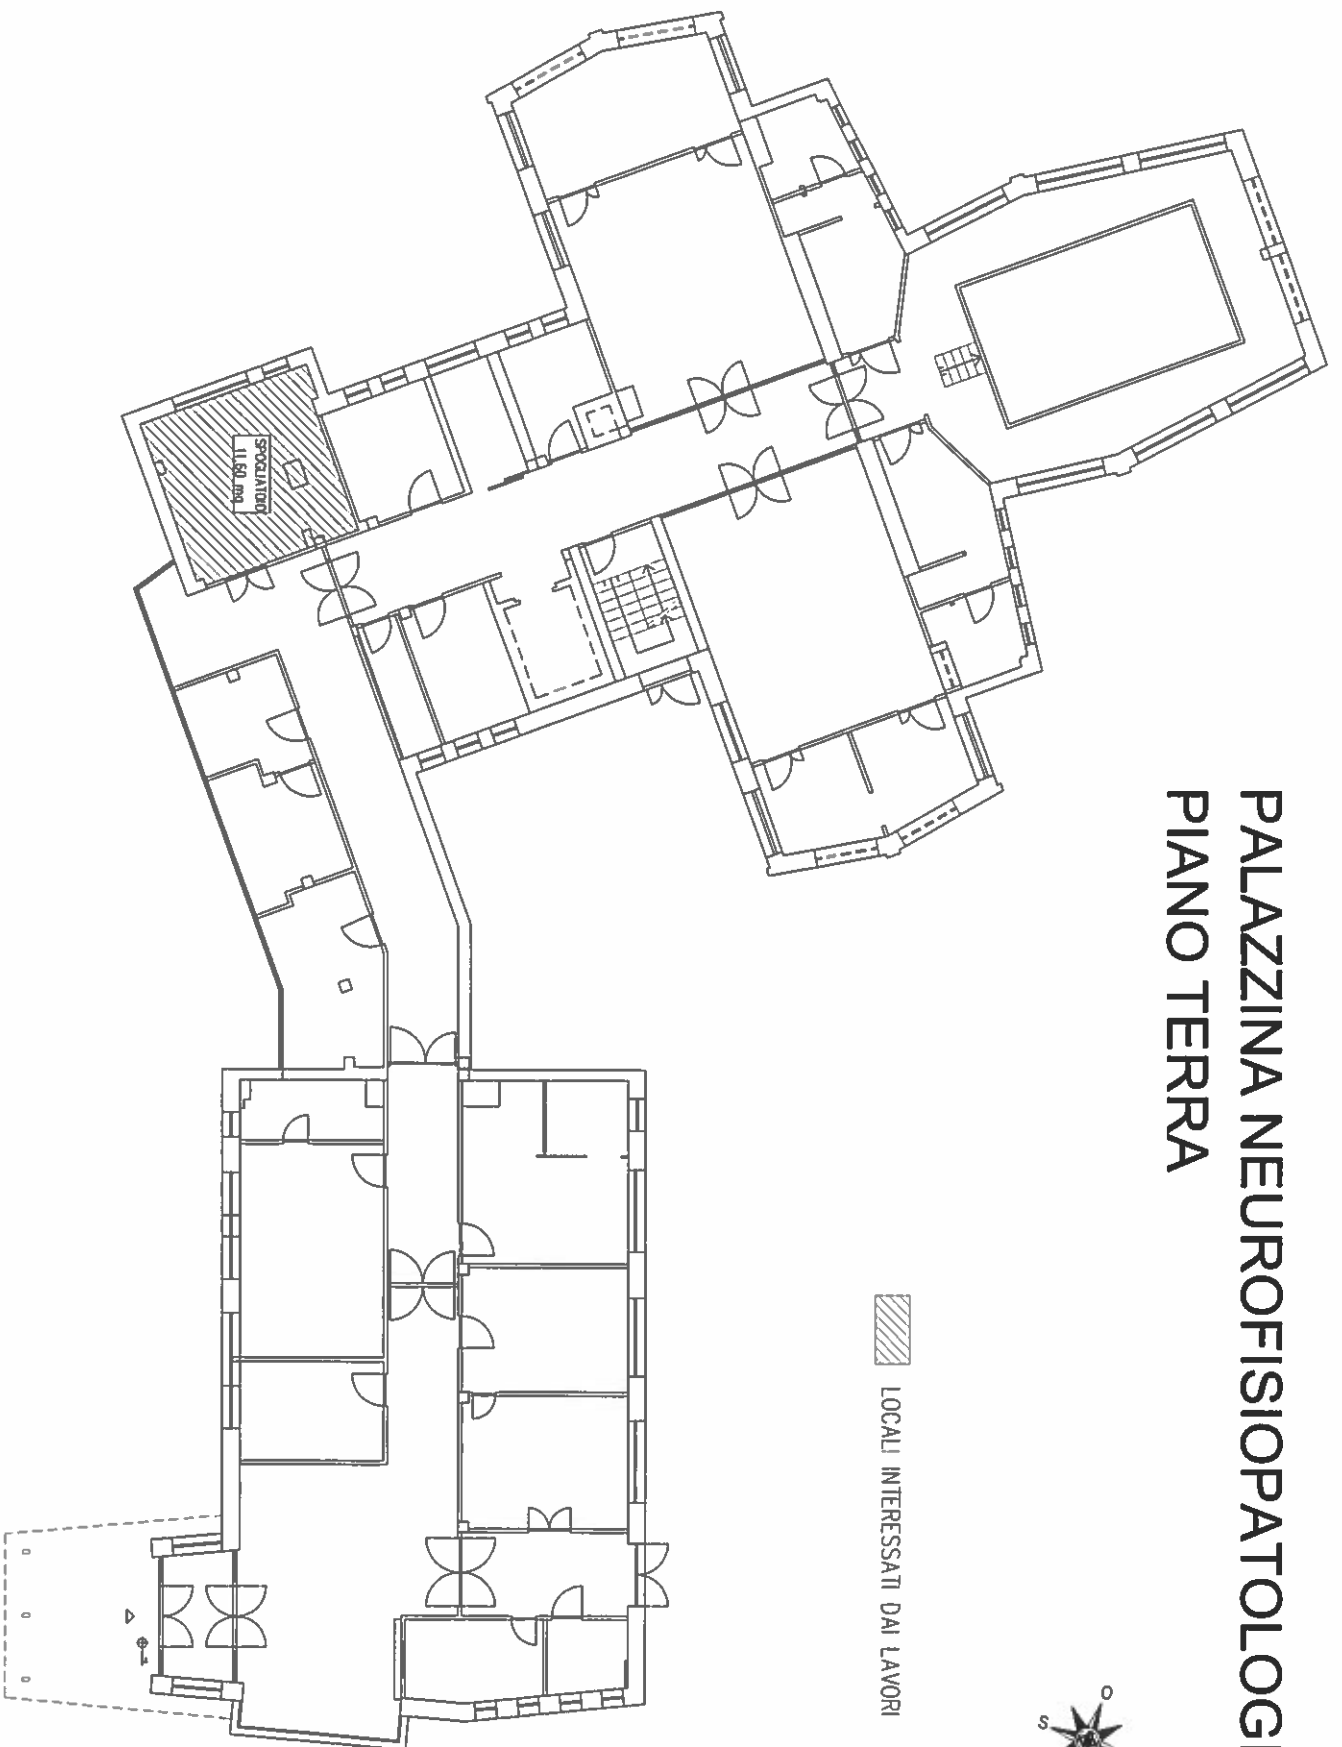 PALAZZINA NEUROFISIOPATOLOGI
PIANO TERRA
LOCALI INTERESSATI DAI LAVORI
SPOGLIATOIO
11.60 mq
O
S